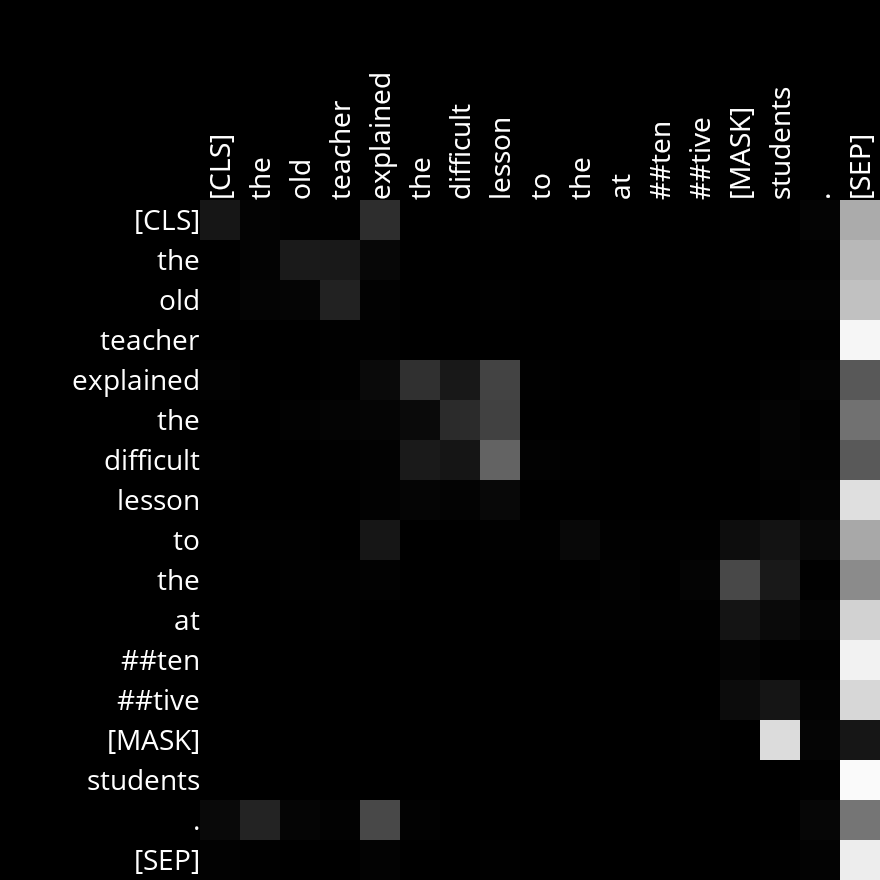 [CLS] the old teacher explained the difficult lesson to the at ##ten ##tive [MASK] students . [SEP]
[CLS]
the
old
teacher
explained
the
difficult
lesson
to
the
at
##ten
##tive
[MASK]
students
.
[SEP]